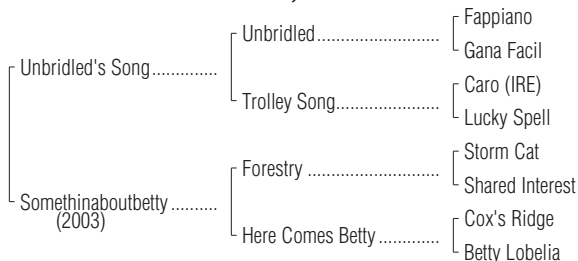 Fappiano
Unbridled
Gana Facil
Unbridled's Song
Caro (IRE)
Trolley Song
Lucky Spell
Storm Cat
Forestry
Shared Interest
Somethinaboutbetty
(2003)
Cox's Ridge
Here Comes Betty
Betty Lobelia